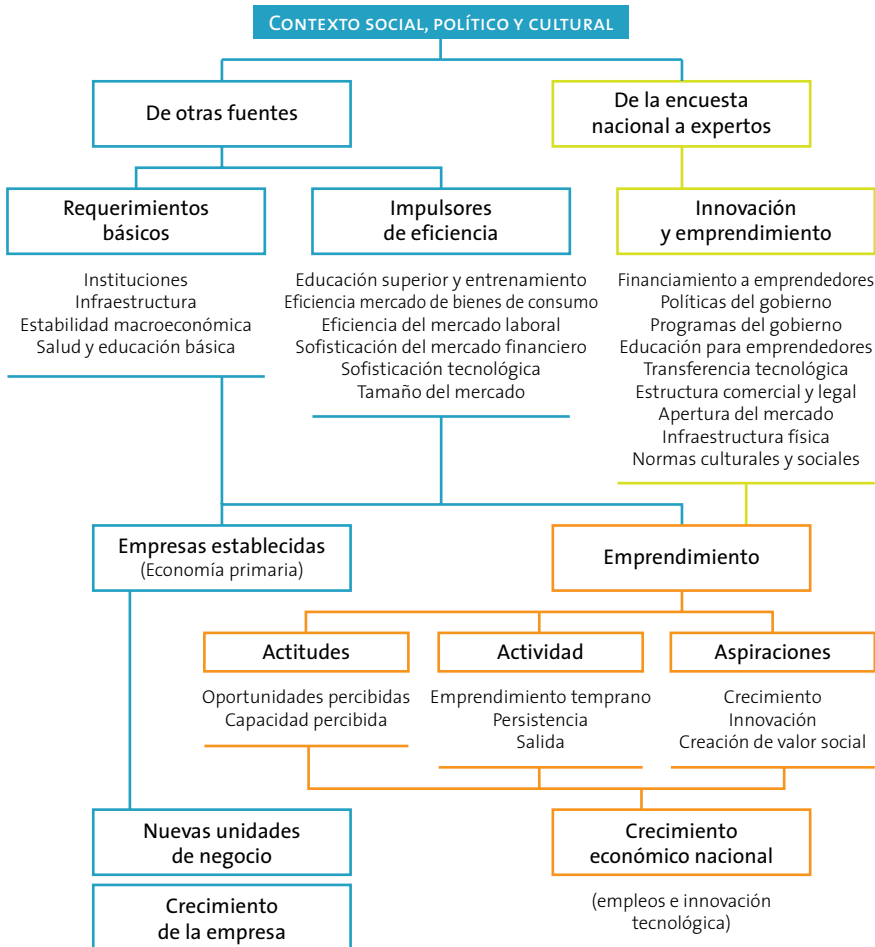 CONTEXTO SOCIAL, POLÍTICO Y CULTURAL
De otras fuentes
De la encuesta
nacional a expertos
Requerimientos
básicos
Impulsores
de eficiencia
Innovación
y emprendimiento
Instituciones
Infraestructura
Estabilidad macroeconómica
Salud y educación básica
Educación superior y entrenamiento
Eficiencia mercado de bienes de consumo
Eficiencia del mercado laboral
Sofisticación del mercado financiero
Sofisticación tecnológica
Tamaño del mercado
Financiamiento a emprendedores
Políticas del gobierno
Programas del gobierno
Educación para emprendedores
Transferencia tecnológica
Estructura comercial y legal
Apertura del mercado
Infraestructura física
Normas culturales y sociales
Empresas establecidas
(Economía primaria)
Emprendimiento
Actitudes
Actividad
Aspiraciones
Oportunidades percibidas
Capacidad percibida
Emprendimiento temprano
Persistencia
Salida
Crecimiento
Innovación
Creación de valor social
Nuevas unidades
de negocio
Crecimiento
económico nacional
Crecimiento
de la empresa
(empleos e innovación
tecnológica)